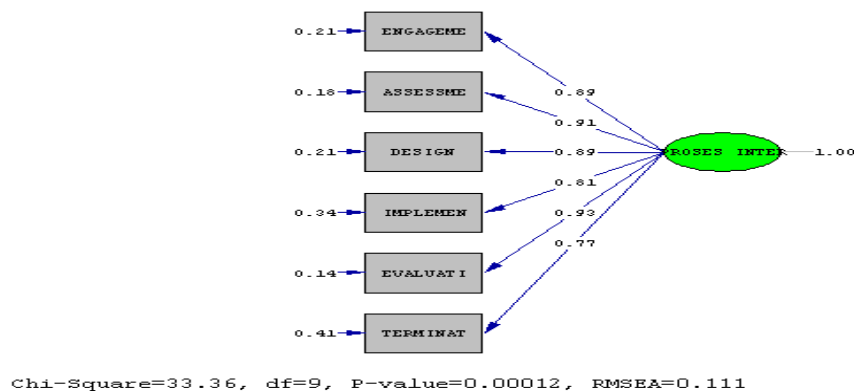 0.21 ENGAGEME
0.89
0.18 ASSESSME
0.91
0.21 DESIGN 0.89 PROSES INTER 1.00
0.81
0.34 IMPLEMEN
0.93
0.77
0.14 EVALUATI
0.41 TERMINAT
Chi-Square=33.36, df=9, P-value=0.00012, RMSEA=0.111